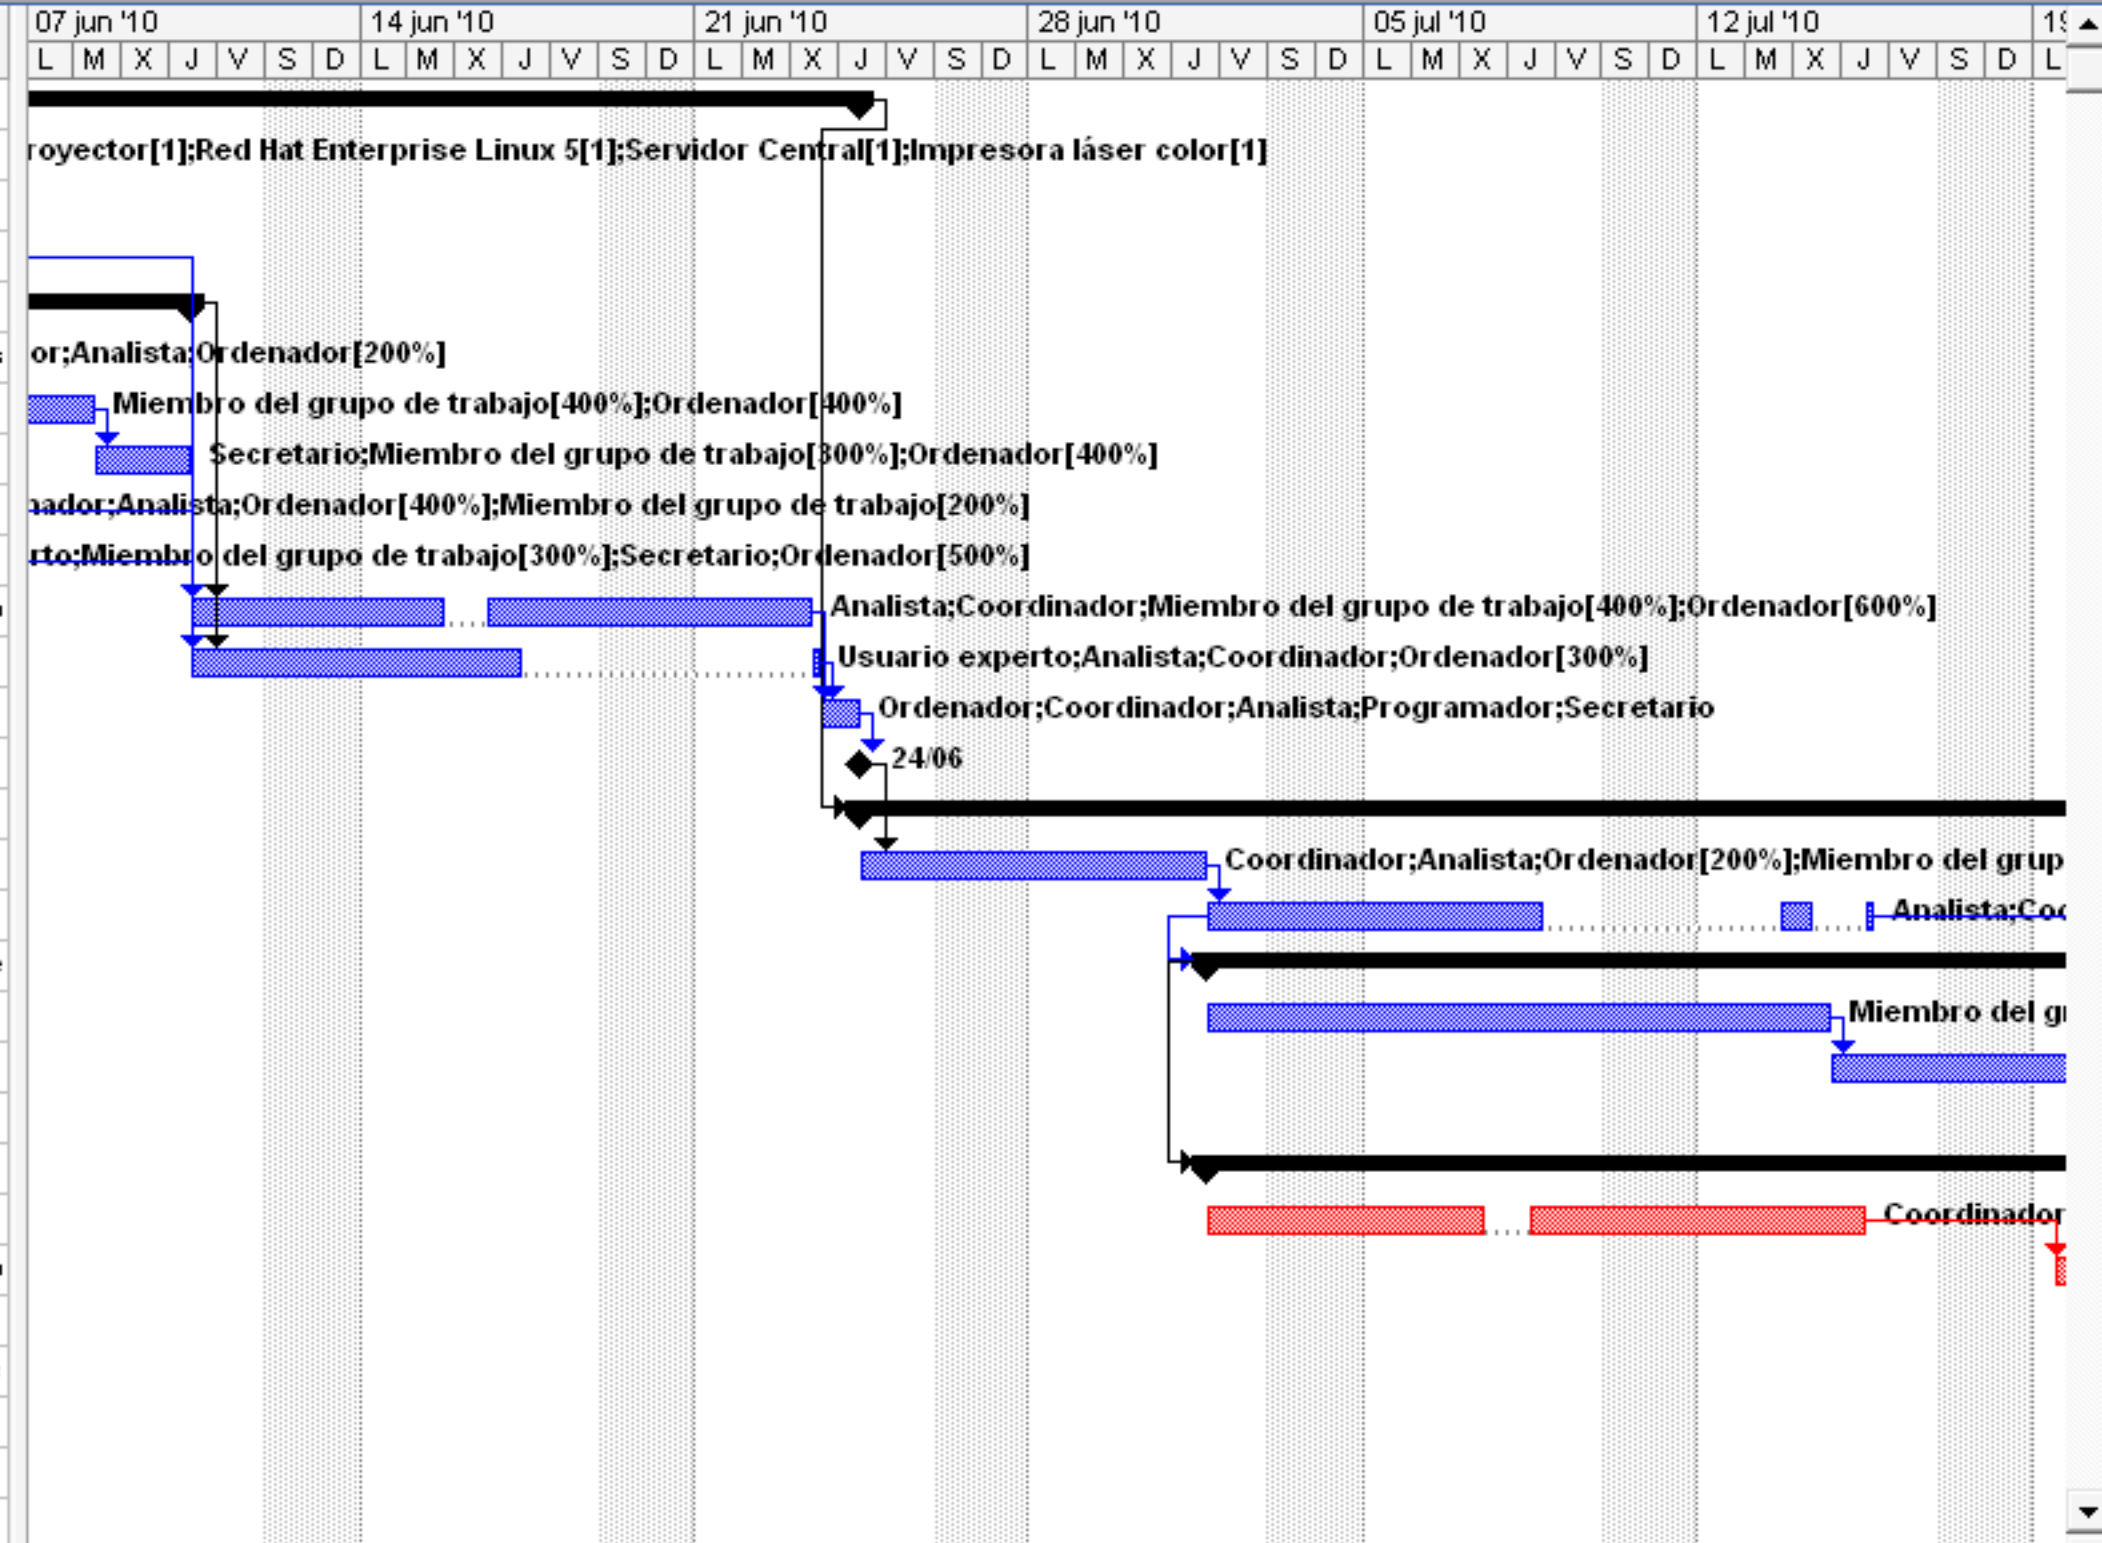 07 jun '10 14 jun '10 21 jun '10 28 jun '10 05 jul '10 12 jul '10
L M X J V S D L M X J V S D L M X J V S D L M X J V S D L M X J V S D L M X J V S D L
royector[1];Red Hat Enterprise Linux 5[1];Servidor Central[1];Impresora láser color[1]
or;Analista;Ordenador[200%]
Miembro del grupo de trabajo[400%];Ordenador[400%]
Secretario;Miembro del grupo de trabajo[300%];Ordenador[400%]
nador;Analista;Ordenador[400%];Miembro del grupo de trabajo[200%]
rto;Miembro del grupo de trabajo[300%];Secretario;Ordenador[500%]
Analista;Coordinador;Miembro del grupo de trabajo[400%];Ordenador[600%]
Usuario experto;Analista;Coordinador;Ordenador[300%]
Ordenador;Coordinador;Analista;Programador;Secretario
24/06
Coordinador;Analista;Ordenador[200%];Miembro del grup
Analista;Coo
Miembro del gr
Coordinador